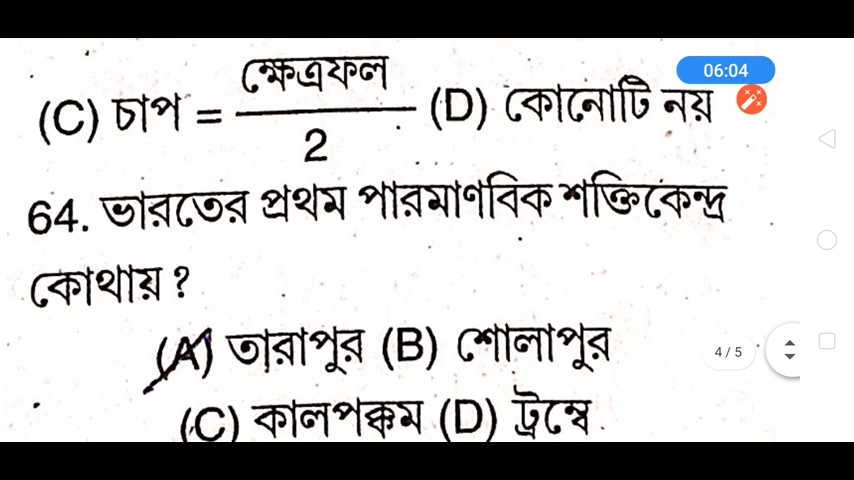 06:04
ক্ষেত্রফল
(C) চাপ = ――― (D) কোনোটি নয়
2
64. ভারতের প্রথম পারমাণবিক শক্তিকেন্দ্র
কোথায় ?
(A) তারাপুর (B) শোলাপুর
4 / 5
(C) কালপক্কম (D) ট্রম্বে